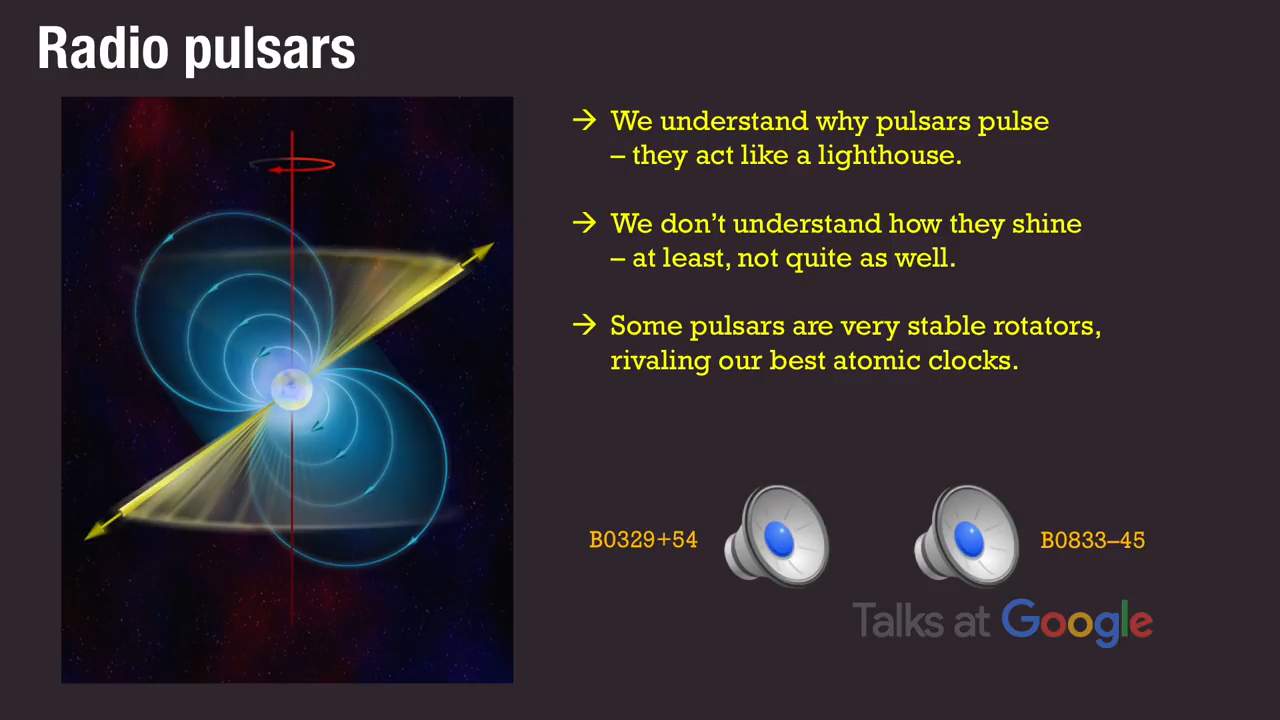 Radio pulsars
→ We understand why pulsars pulse
– they act like a lighthouse.
→ We don’t understand how they shine
– at least, not quite as well.
→ Some pulsars are very stable rotators,
rivaling our best atomic clocks.
B0329+54
B0833–45
Talks at Google